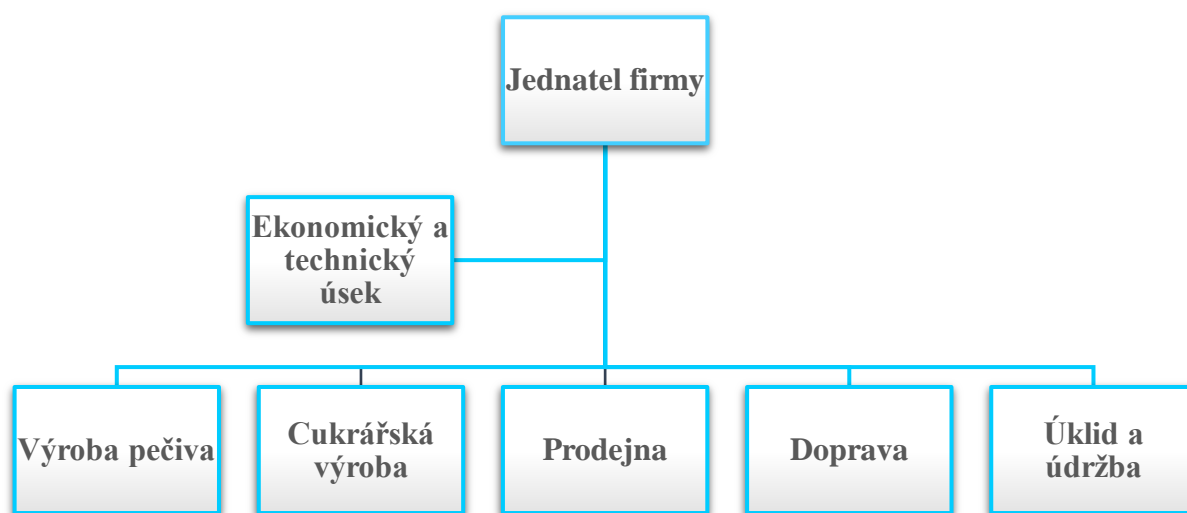 Jednatel firmy
Ekonomický a
technický
úsek
Výroba pečiva
Cukrářská
výroba
Prodejna
Doprava
Úklid a
údržba